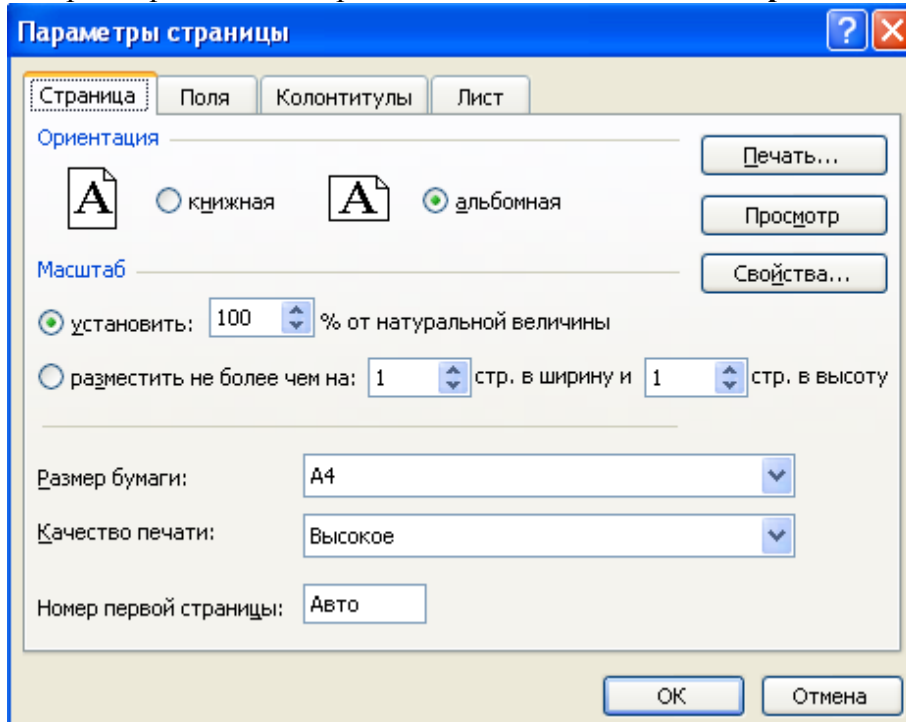 Параметры страницы
Страница Поля Колонтитулы Лист
Ориентация
Печать...
A книжная A альбомная
Просмотр
Масштаб
Свойства...
установить: 100 % от натуральной величины
разместить не более чем на: 1 стр. в ширину и 1 стр. в высоту
Размер бумаги: A4
Качество печати: Высокое
Номер первой страницы: Авто
ОК Отмена